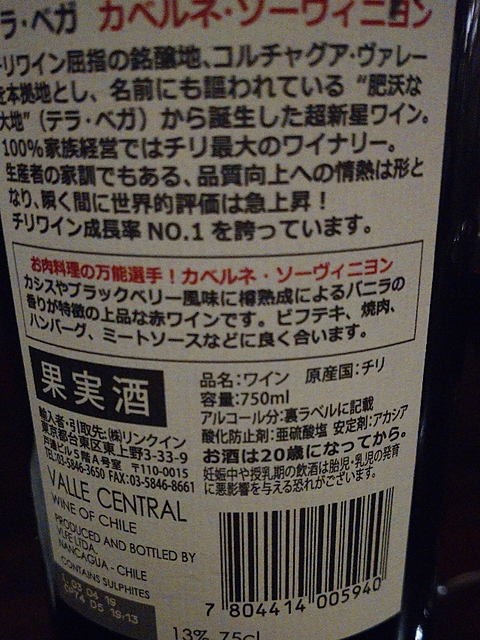 ラ・ベガ カベルネ・ソーヴィニヨン
チリワイン屈指の銘醸地、コルチャグア・ヴァレー
を本拠地とし、名前にも謳われている “肥沃な
大地” (テラ・ベガ) から誕生した超新星ワイン。
100%家族経営ではチリ最大のワイナリー。
生産者の家訓でもある、品質向上への情熱は形と
なり、瞬く間に世界的評価は急上昇！
チリワイン成長率 NO.1 を誇っています。
お肉料理の万能選手！カベルネ・ソーヴィニヨン
カシスやブラックベリー風味に樽熟成によるバニラの
香りが特徴の上品な赤ワインです。ビフテキ、焼肉、
ハンバーグ、ミートソースなどに良く合います。
果実酒
品名：ワイン 原産国：チリ
容量：750ml
アルコール分：裏ラベルに記載
酸化防止剤：亜硫酸塩 安定剤：アカシア
お酒は20歳になってから。
妊娠中や授乳期の飲酒は胎児・乳児の発育
に悪影響を与える恐れがございます。
輸入者・引取先：㈱リンクイン
東京都台東区東上野3-33-9
戸濃ビル5階A号室 〒110-0015
TEL:03-5846-3650 FAX:03-5846-8661
VALLE CENTRAL
WINE OF CHILE
PRODUCED AND BOTTLED BY
VLFE LTDA.
NANCAGUA - CHILE
CONTAINS SULPHITES
7 804414 005940
13% 75cl